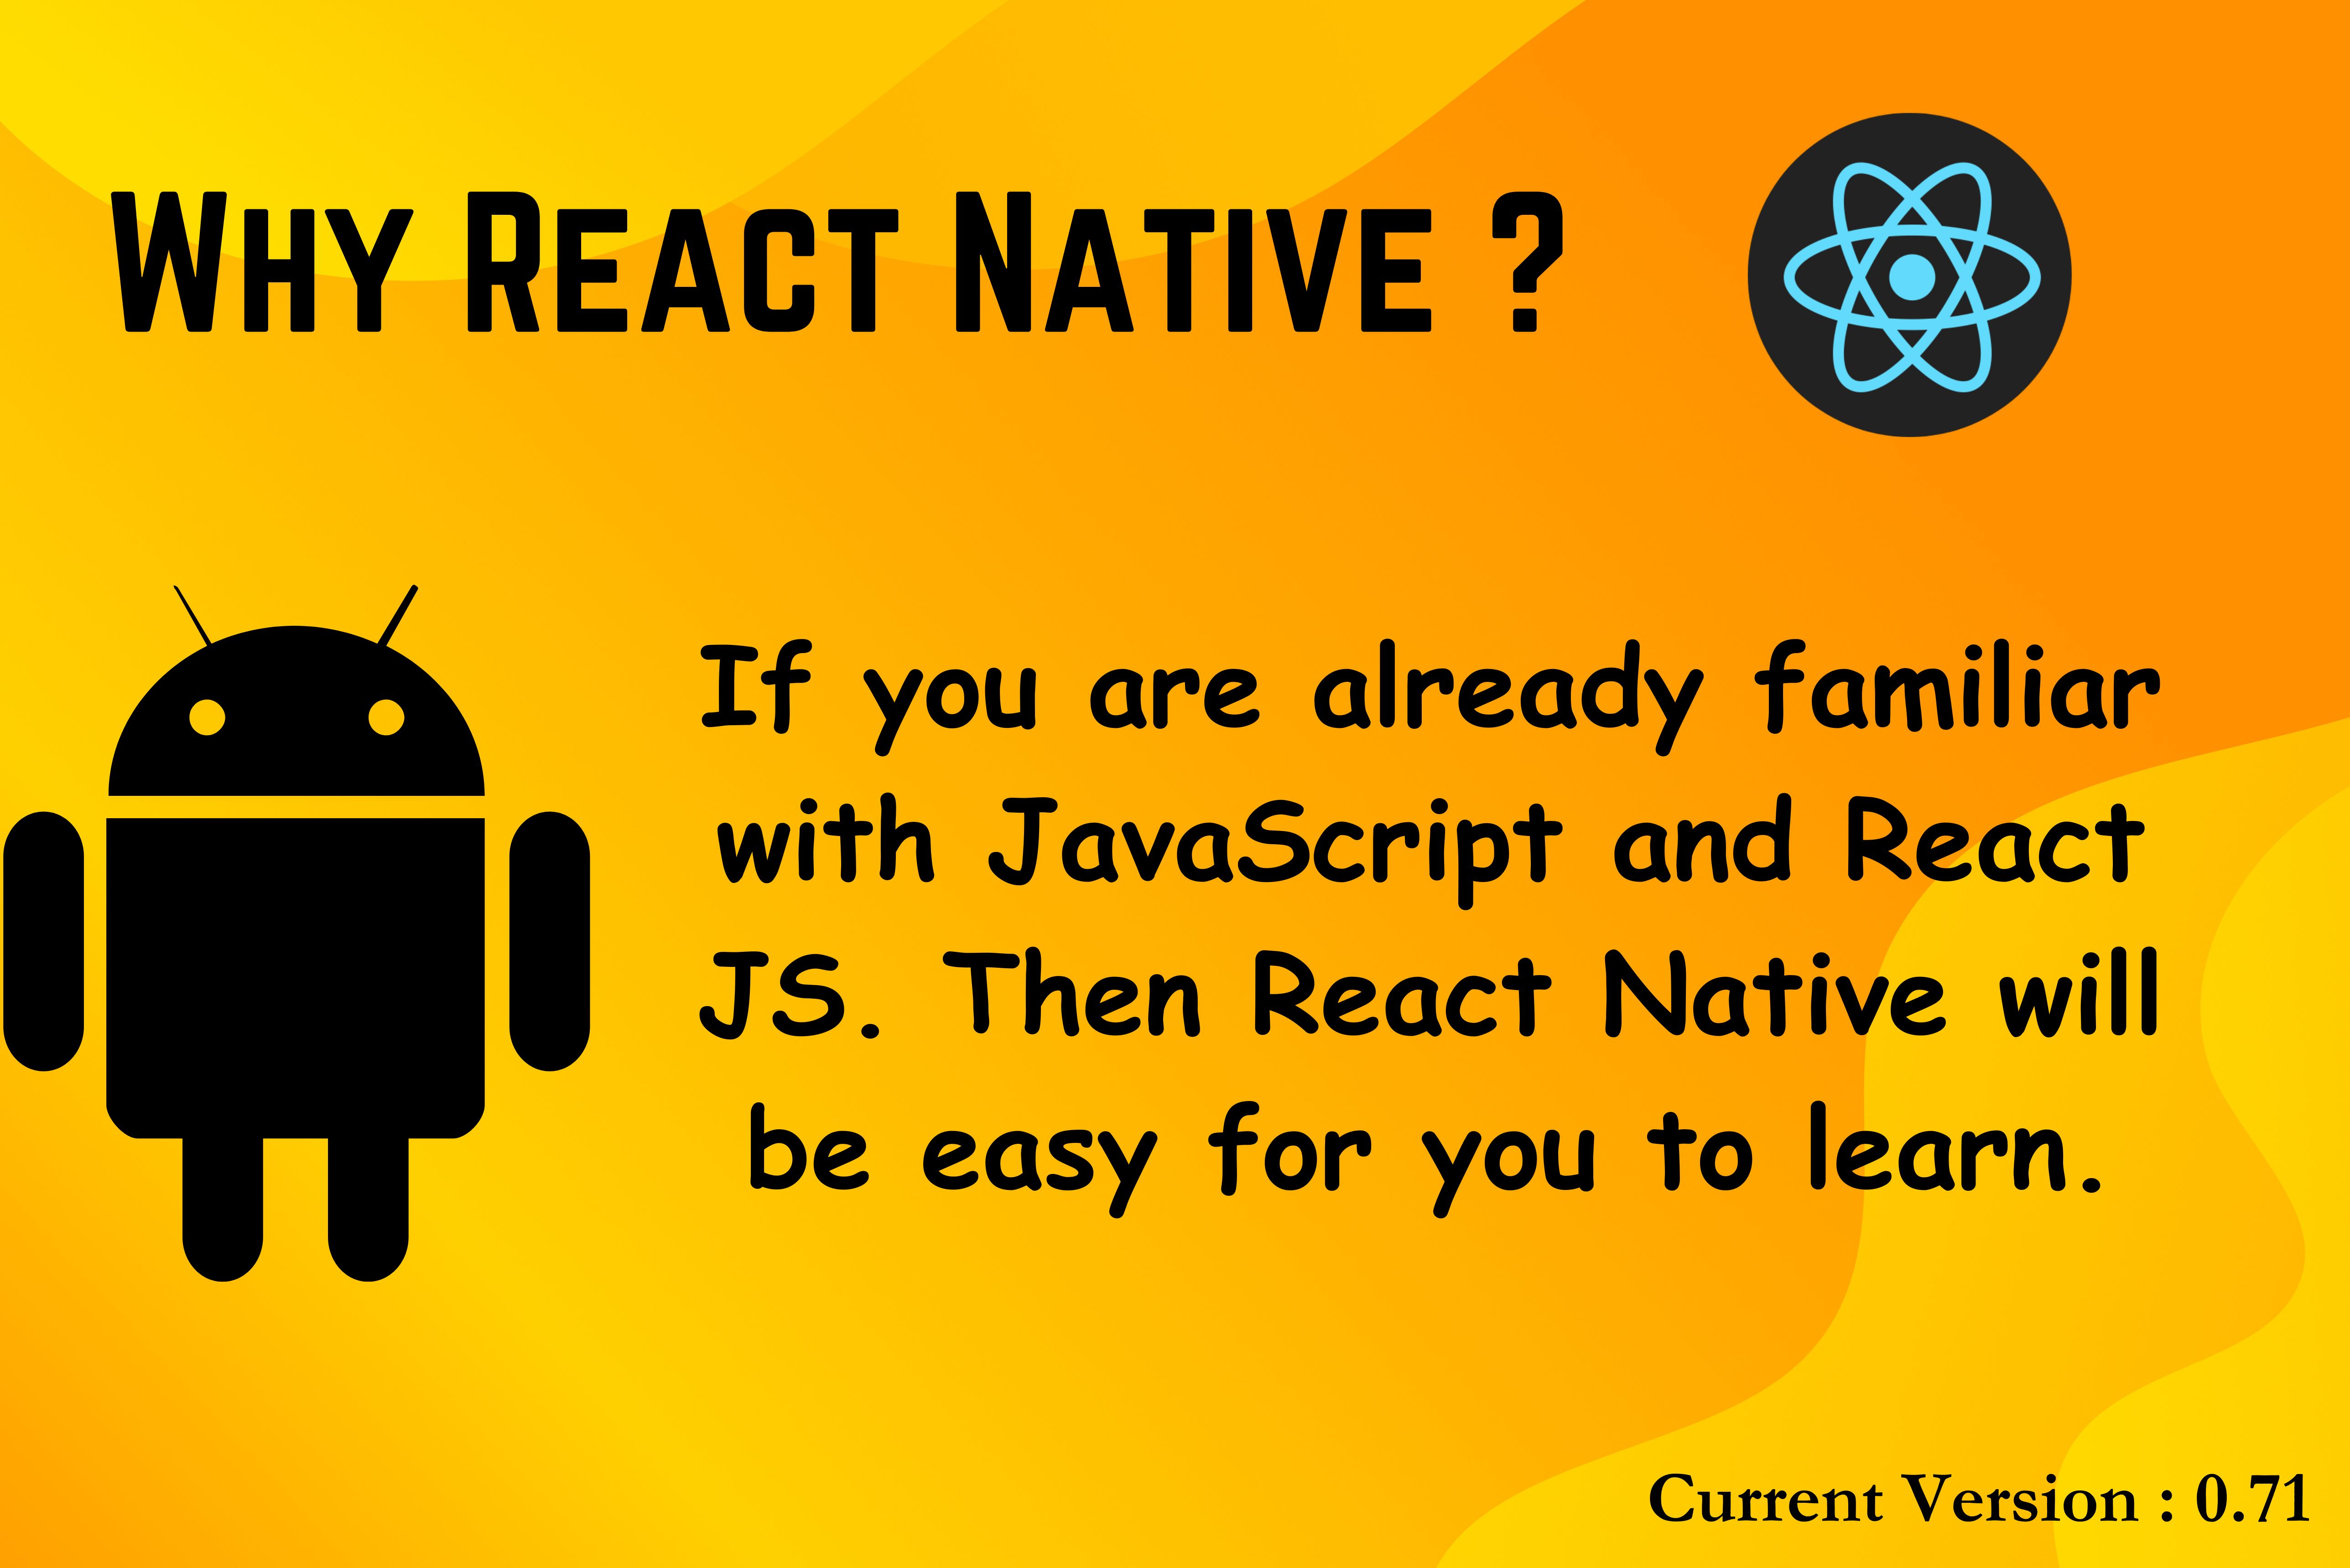 Why React Native ?
If you are already familiar
with JavaScript and React
JS. Then React Native will
be easy for you to learn.
Current Version : 0.71